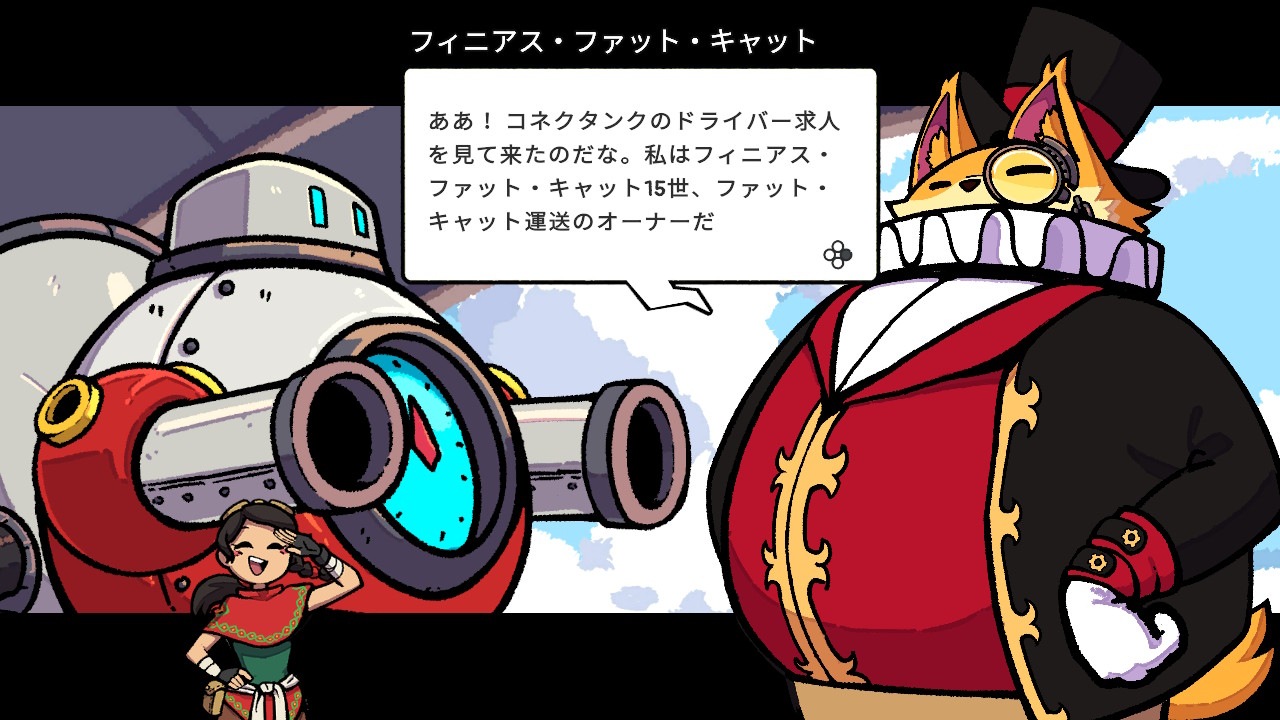 フィニアス・ファット・キャット
ああ！ コネクタンクのドライバー求人
を見て来たのだな。私はフィニアス・
ファット・キャット15世、ファット・
キャット運送のオーナーだ